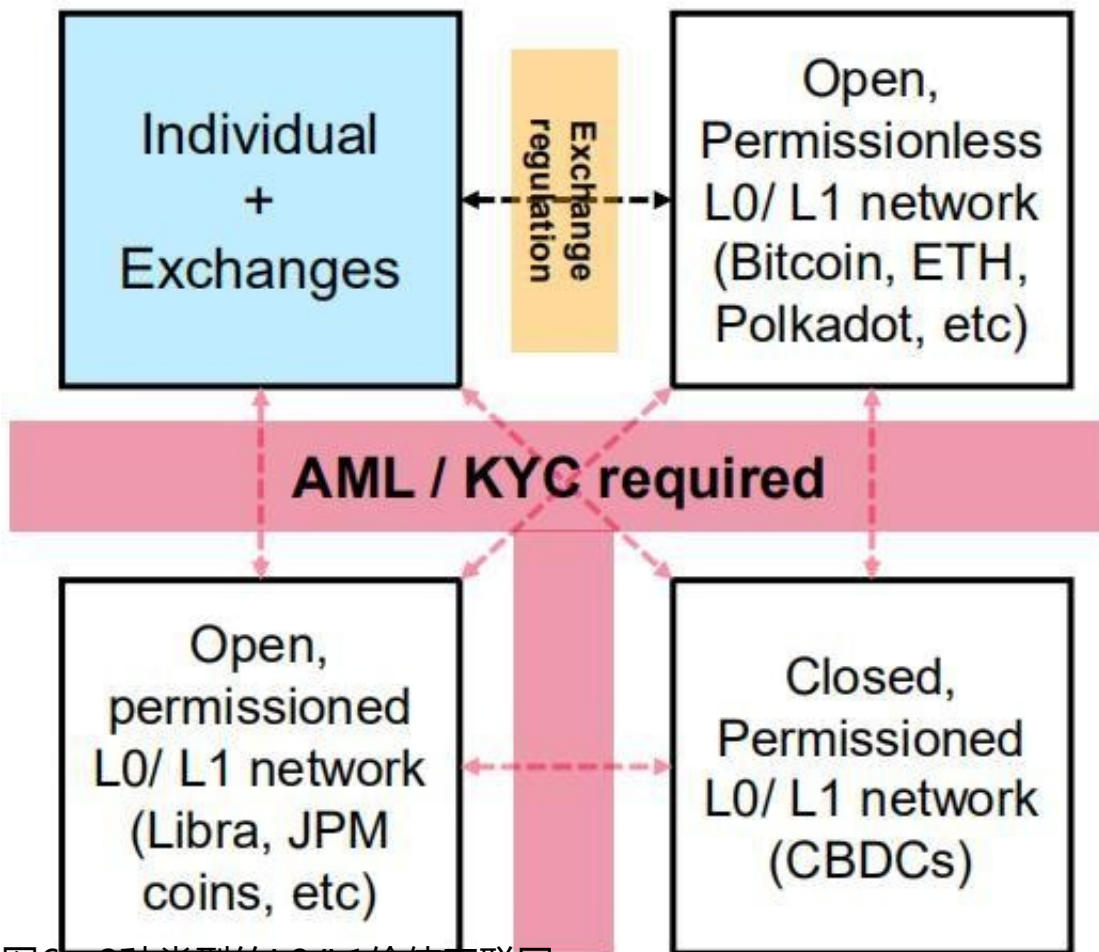 Individual
+
Exchanges
Exchange
regulation
Open,
Permissionless
L0/ L1 network
(Bitcoin, ETH,
Polkadot, etc)
AML / KYC required
Open,
permissioned
L0/ L1 network
(Libra, JPM
coins, etc)
Closed,
Permissioned
L0/ L1 network
(CBDCs)